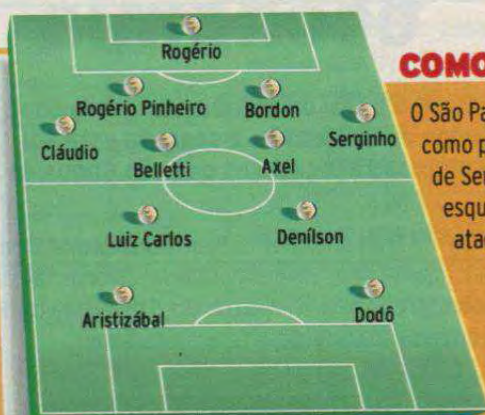 Rogério
Rogério Pinheiro
Bordon
Cláudio
Belletti
Axel
Serginho
Luiz Carlos
Denílson
Aristizábal
Dodô
COMO
O São Pa
como p
de Ser
esqu
ata